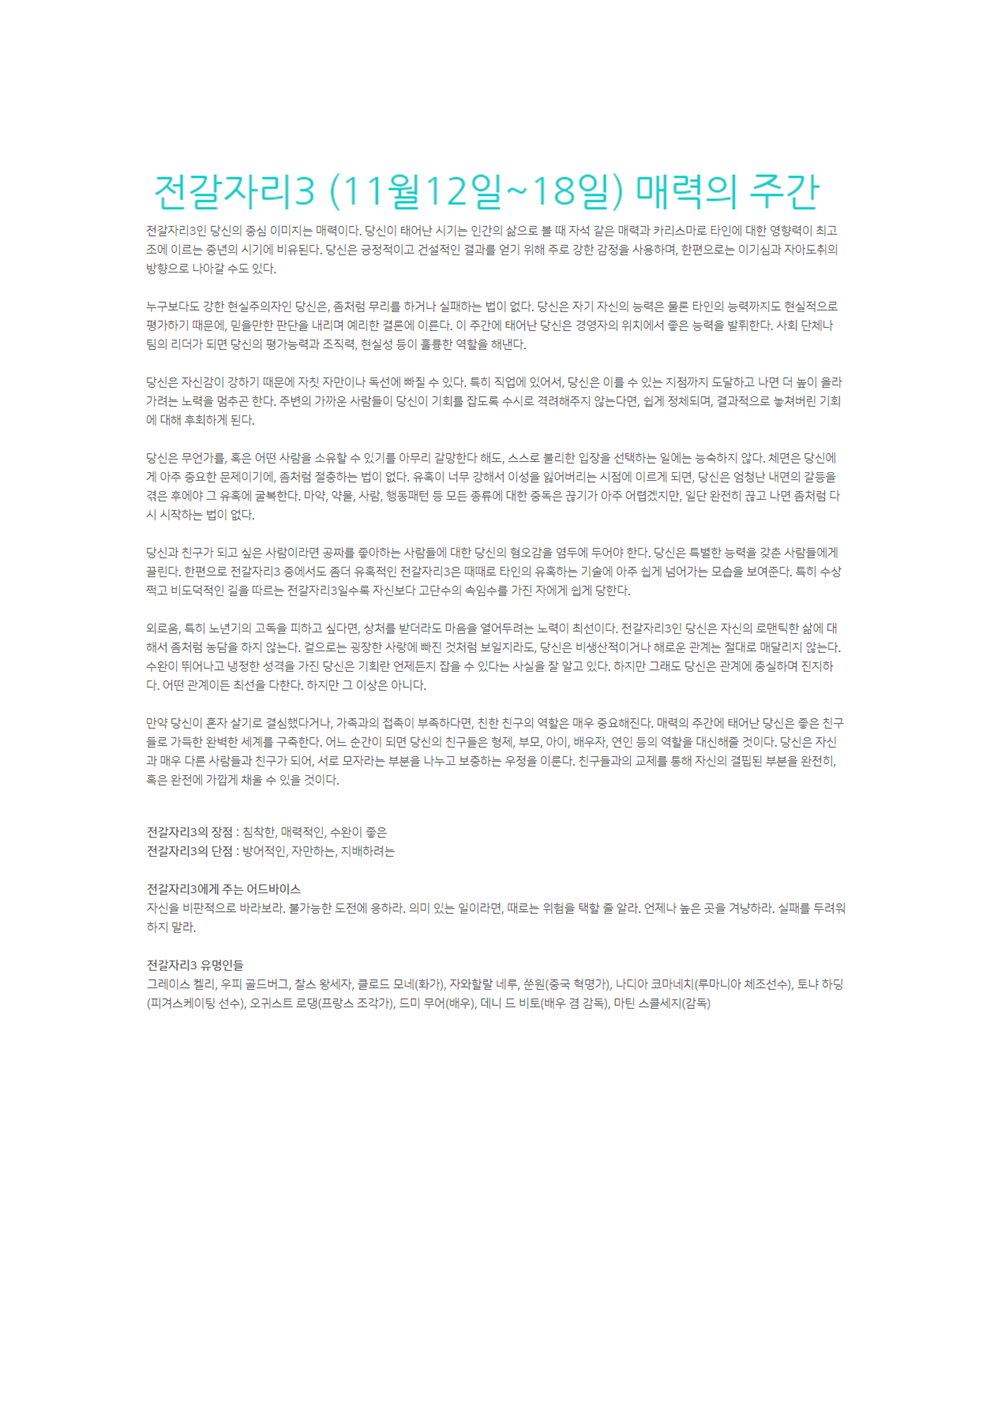 전갈자리3 (11월12일~18일) 매력의 주간
전갈자리3인 당신의 중심 이미지는 매력이다. 당신이 태어난 시기는 인간의 삶으로 볼 때 자석 같은 매력과 카리스마로 타인에 대한 영향력이 최고
조에 이르는 중년의 시기에 비유된다. 당신은 긍정적이고 건설적인 결과를 얻기 위해 주로 강한 감정을 사용하며, 한편으로는 이기심과 자아도취의
방향으로 나아갈 수도 있다.
누구보다도 강한 현실주의자인 당신은, 좀처럼 무리를 하거나 실패하는 법이 없다. 당신은 자기 자신의 능력은 물론 타인의 능력까지도 현실적으로
평가하기 때문에, 믿을만한 판단을 내리며 예리한 결론에 이른다. 이 주간에 태어난 당신은 경영자의 위치에서 좋은 능력을 발휘한다. 사회 단체나
팀의 리더가 되면 당신의 평가능력과 조직력, 현실성 등이 훌륭한 역할을 해낸다.
당신은 자신감이 강하기 때문에 자칫 자만이나 독선에 빠질 수 있다. 특히 직업에 있어서, 당신은 이를 수 있는 지점까지 도달하고 나면 더 높이 올라
가려는 노력을 멈추곤 한다. 주변의 가까운 사람들이 당신이 기회를 잡도록 수시로 격려해주지 않는다면, 쉽게 정체되며, 결과적으로 놓쳐버린 기회
에 대해 후회하게 된다.
당신은 무언가를, 혹은 어떤 사람을 소유할 수 있기를 아무리 갈망한다 해도, 스스로 불리한 입장을 선택하는 일에는 능숙하지 않다. 체면은 당신에
게 아주 중요한 문제이기에, 좀처럼 절충하는 법이 없다. 유혹이 너무 강해서 이성을 잃어버리는 시점에 이르게 되면, 당신은 엄청난 내면의 갈등을
겪은 후에야 그 유혹에 굴복한다. 마약, 약물, 사람, 행동패턴 등 모든 종류에 대한 중독은 끊기가 아주 어렵겠지만, 일단 완전히 끊고 나면 좀처럼 다
시 시작하는 법이 없다.
당신과 친구가 되고 싶은 사람이라면 공짜를 좋아하는 사람들에 대한 당신의 혐오감을 염두에 두어야 한다. 당신은 특별한 능력을 갖춘 사람들에게
끌린다. 한편으로 전갈자리3 중에서도 좀더 유혹적인 전갈자리3은 때때로 타인의 유혹하는 기술에 아주 쉽게 넘어가는 모습을 보여준다. 특히 수상
쩍고 비도덕적인 길을 따르는 전갈자리3일수록 자신보다 고단수의 속임수를 가진 자에게 쉽게 당한다.
외로움, 특히 노년기의 고독을 피하고 싶다면, 상처를 받더라도 마음을 열어두려는 노력이 최선이다. 전갈자리3인 당신은 자신의 로맨틱한 삶에 대
해서 좀처럼 농담을 하지 않는다. 겉으로는 굉장한 사랑에 빠진 것처럼 보일지라도, 당신은 비생산적이거나 해로운 관계는 절대로 매달리지 않는다.
수완이 뛰어나고 냉정한 성격을 가진 당신은 기회란 언제든지 잡을 수 있다는 사실을 잘 알고 있다. 하지만 그래도 당신은 관계에 충실하며 진지하
다. 어떤 관계이든 최선을 다한다. 하지만 그 이상은 아니다.
만약 당신이 혼자 살기로 결심했다거나, 가족과의 접촉이 부족하다면, 친한 친구의 역할은 매우 중요해진다. 매력의 주간에 태어난 당신은 좋은 친구
들로 가득한 완벽한 세계를 구축한다. 어느 순간이 되면 당신의 친구들은 형제, 부모, 아이, 배우자, 연인 등의 역할을 대신해줄 것이다. 당신은 자신
과 매우 다른 사람들과 친구가 되어, 서로 모자라는 부분을 나누고 보충하는 우정을 이룬다. 친구들과의 교제를 통해 자신의 결핍된 부분을 완전히,
혹은 완전에 가깝게 채울 수 있을 것이다.
전갈자리3의 장점 : 침착한, 매력적인, 수완이 좋은
전갈자리3의 단점 : 방어적인, 자만하는, 지배하려는
전갈자리3에게 주는 어드바이스
자신을 비판적으로 바라보라. 불가능한 도전에 응하라. 의미 있는 일이라면, 때로는 위험을 택할 줄 알라. 언제나 높은 곳을 겨냥하라. 실패를 두려워
하지 말라.
전갈자리3 유명인들
그레이스 켈리, 우피 골드버그, 찰스 왕세자, 클로드 모네(화가), 자와할랄 네루, 쑨원(중국 혁명가), 나디아 코마네치(루마니아 체조선수), 토냐 하딩
(피겨스케이팅 선수), 오귀스트 로댕(프랑스 조각가), 드미 무어(배우), 데니 드 비토(배우 겸 감독), 마틴 스콜세지(감독)